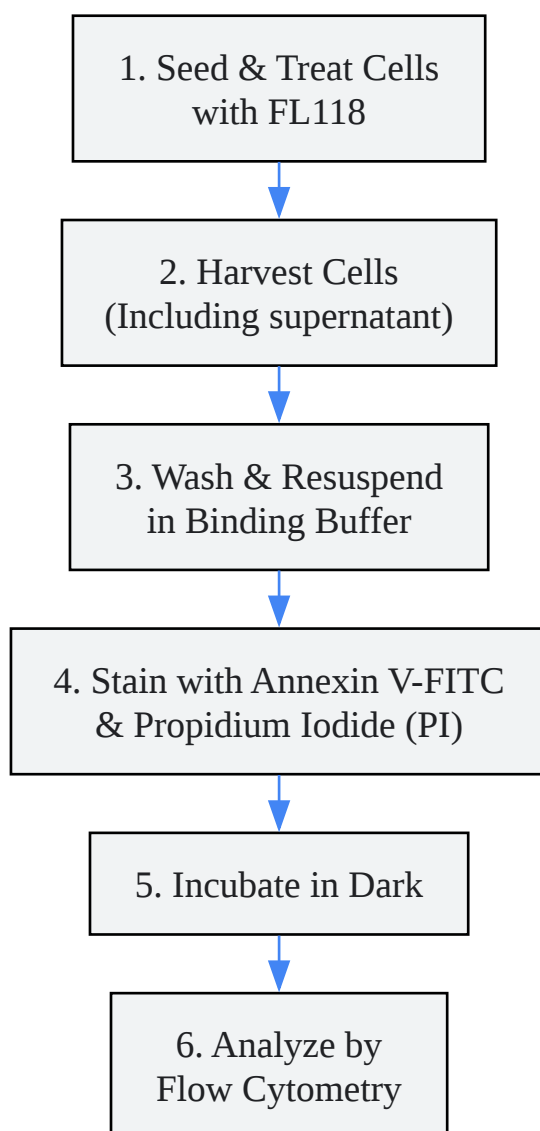 1. Seed & Treat Cells
with FL118
2. Harvest Cells
(Including supernatant)
3. Wash & Resuspend
in Binding Buffer
4. Stain with Annexin V-FITC
& Propidium Iodide (PI)
5. Incubate in Dark
6. Analyze by
Flow Cytometry